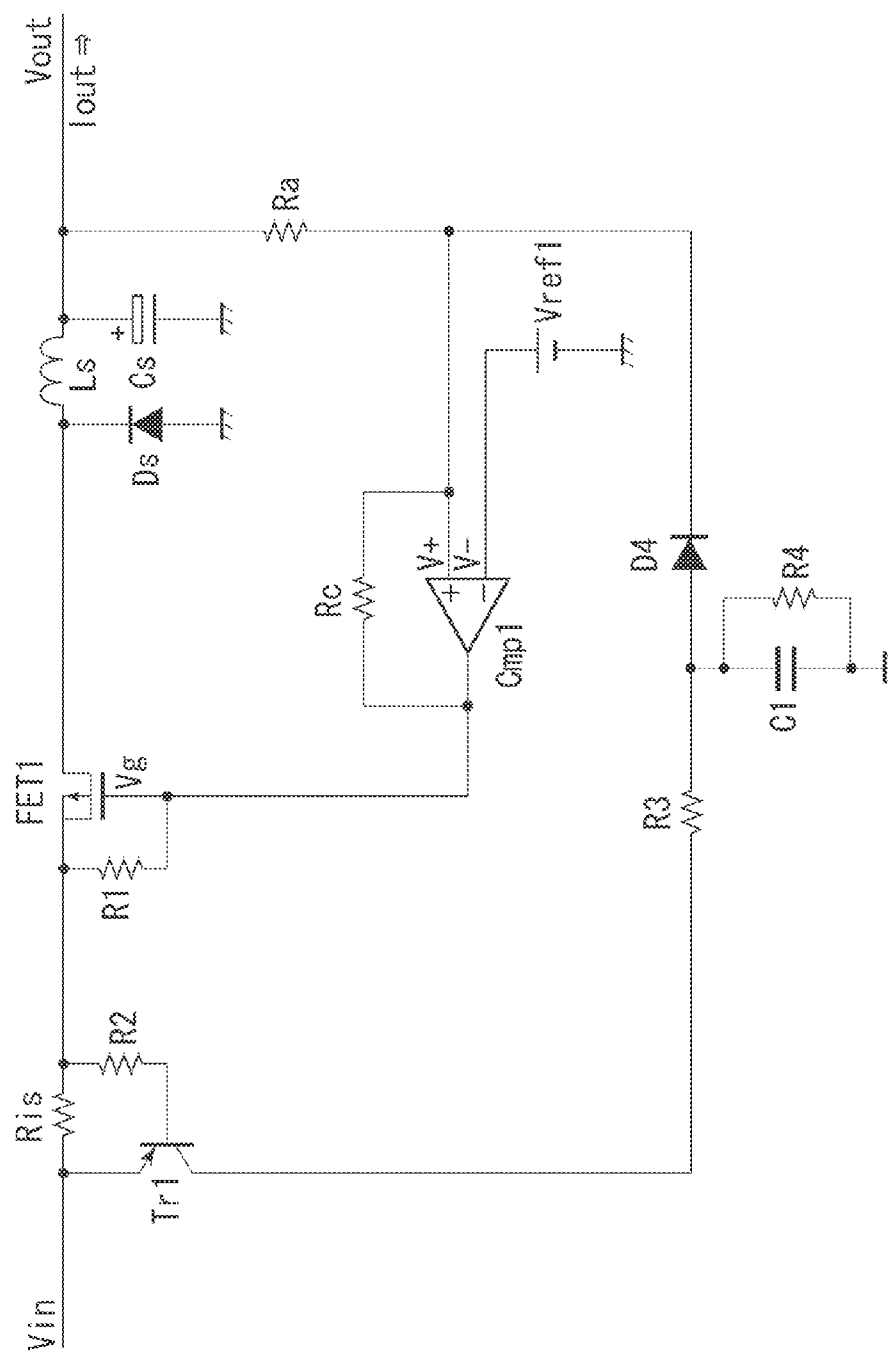 Vin
Ris
R2
Tr1
R1
FET1
Vg
Ds
Ls
Cs
+
Vout
Iout ⇒
Ra
Rc
V+
V-
+
−
Cmp1
Vref1
R3
D4
C1
R4